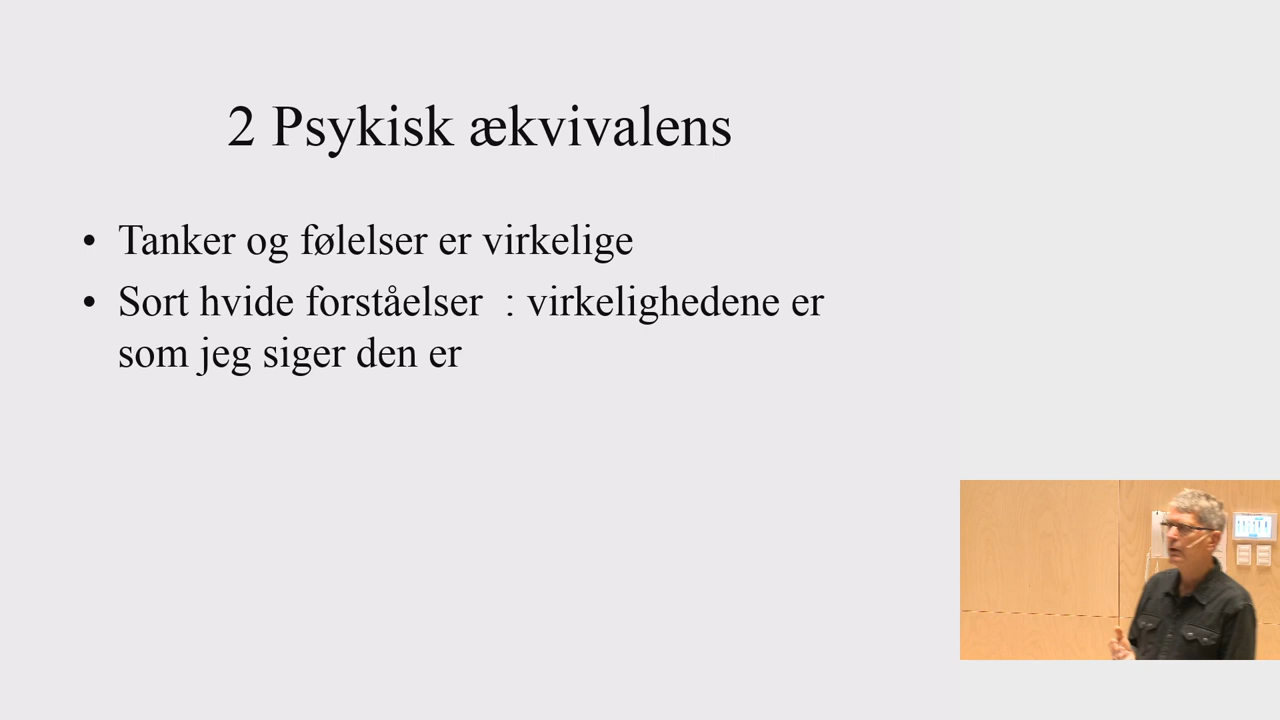 2 Psykisk ækvivalens
• Tanker og følelser er virkelige
• Sort hvide forståelser : virkelighedene er
som jeg siger den er